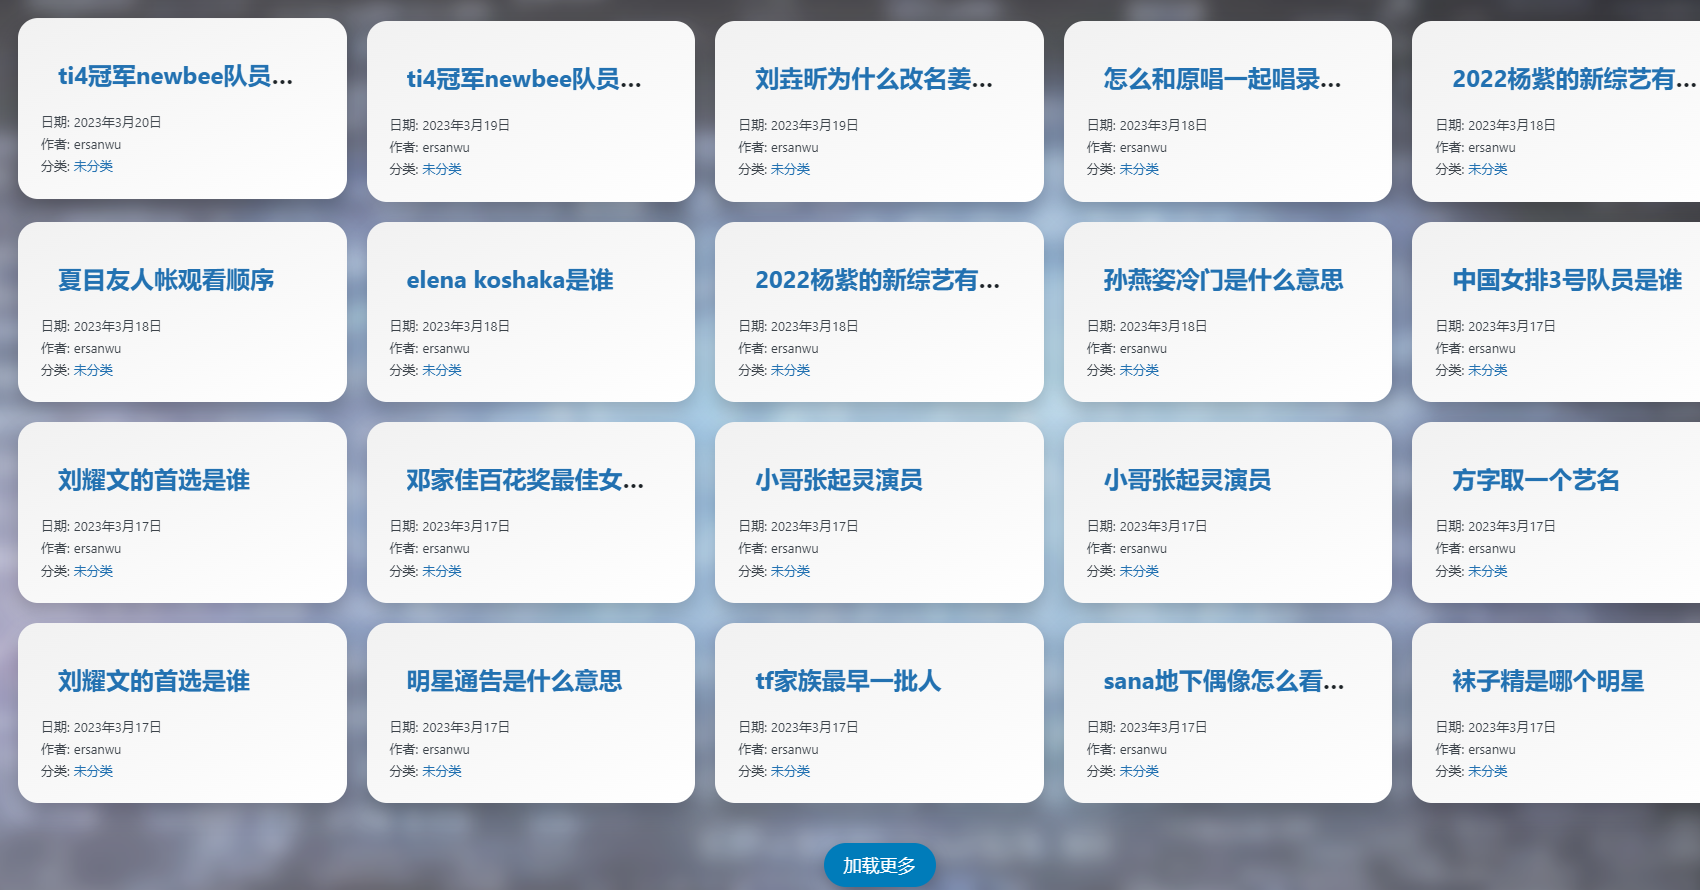 ti4冠军newbee队员...
日期: 2023年3月20日
作者: ersanwu
分类: 未分类
ti4冠军newbee队员...
日期: 2023年3月19日
作者: ersanwu
分类: 未分类
刘垚昕为什么改名姜...
日期: 2023年3月19日
作者: ersanwu
分类: 未分类
怎么和原唱一起唱录...
日期: 2023年3月18日
作者: ersanwu
分类: 未分类
2022杨紫的新综艺有...
日期: 2023年3月18日
作者: ersanwu
分类: 未分类
夏目友人帐观看顺序
日期: 2023年3月18日
作者: ersanwu
分类: 未分类
elena koshaka是谁
日期: 2023年3月18日
作者: ersanwu
分类: 未分类
2022杨紫的新综艺有...
日期: 2023年3月18日
作者: ersanwu
分类: 未分类
孙燕姿冷门是什么意思
日期: 2023年3月18日
作者: ersanwu
分类: 未分类
中国女排3号队员是谁
日期: 2023年3月17日
作者: ersanwu
分类: 未分类
刘耀文的首选是谁
日期: 2023年3月17日
作者: ersanwu
分类: 未分类
邓家佳百花奖最佳女...
日期: 2023年3月17日
作者: ersanwu
分类: 未分类
小哥张起灵演员
日期: 2023年3月17日
作者: ersanwu
分类: 未分类
小哥张起灵演员
日期: 2023年3月17日
作者: ersanwu
分类: 未分类
方字取一个艺名
日期: 2023年3月17日
作者: ersanwu
分类: 未分类
刘耀文的首选是谁
日期: 2023年3月17日
作者: ersanwu
分类: 未分类
明星通告是什么意思
日期: 2023年3月17日
作者: ersanwu
分类: 未分类
tf家族最早一批人
日期: 2023年3月17日
作者: ersanwu
分类: 未分类
sana地下偶像怎么看...
日期: 2023年3月17日
作者: ersanwu
分类: 未分类
袜子精是哪个明星
日期: 2023年3月17日
作者: ersanwu
分类: 未分类
加载更多